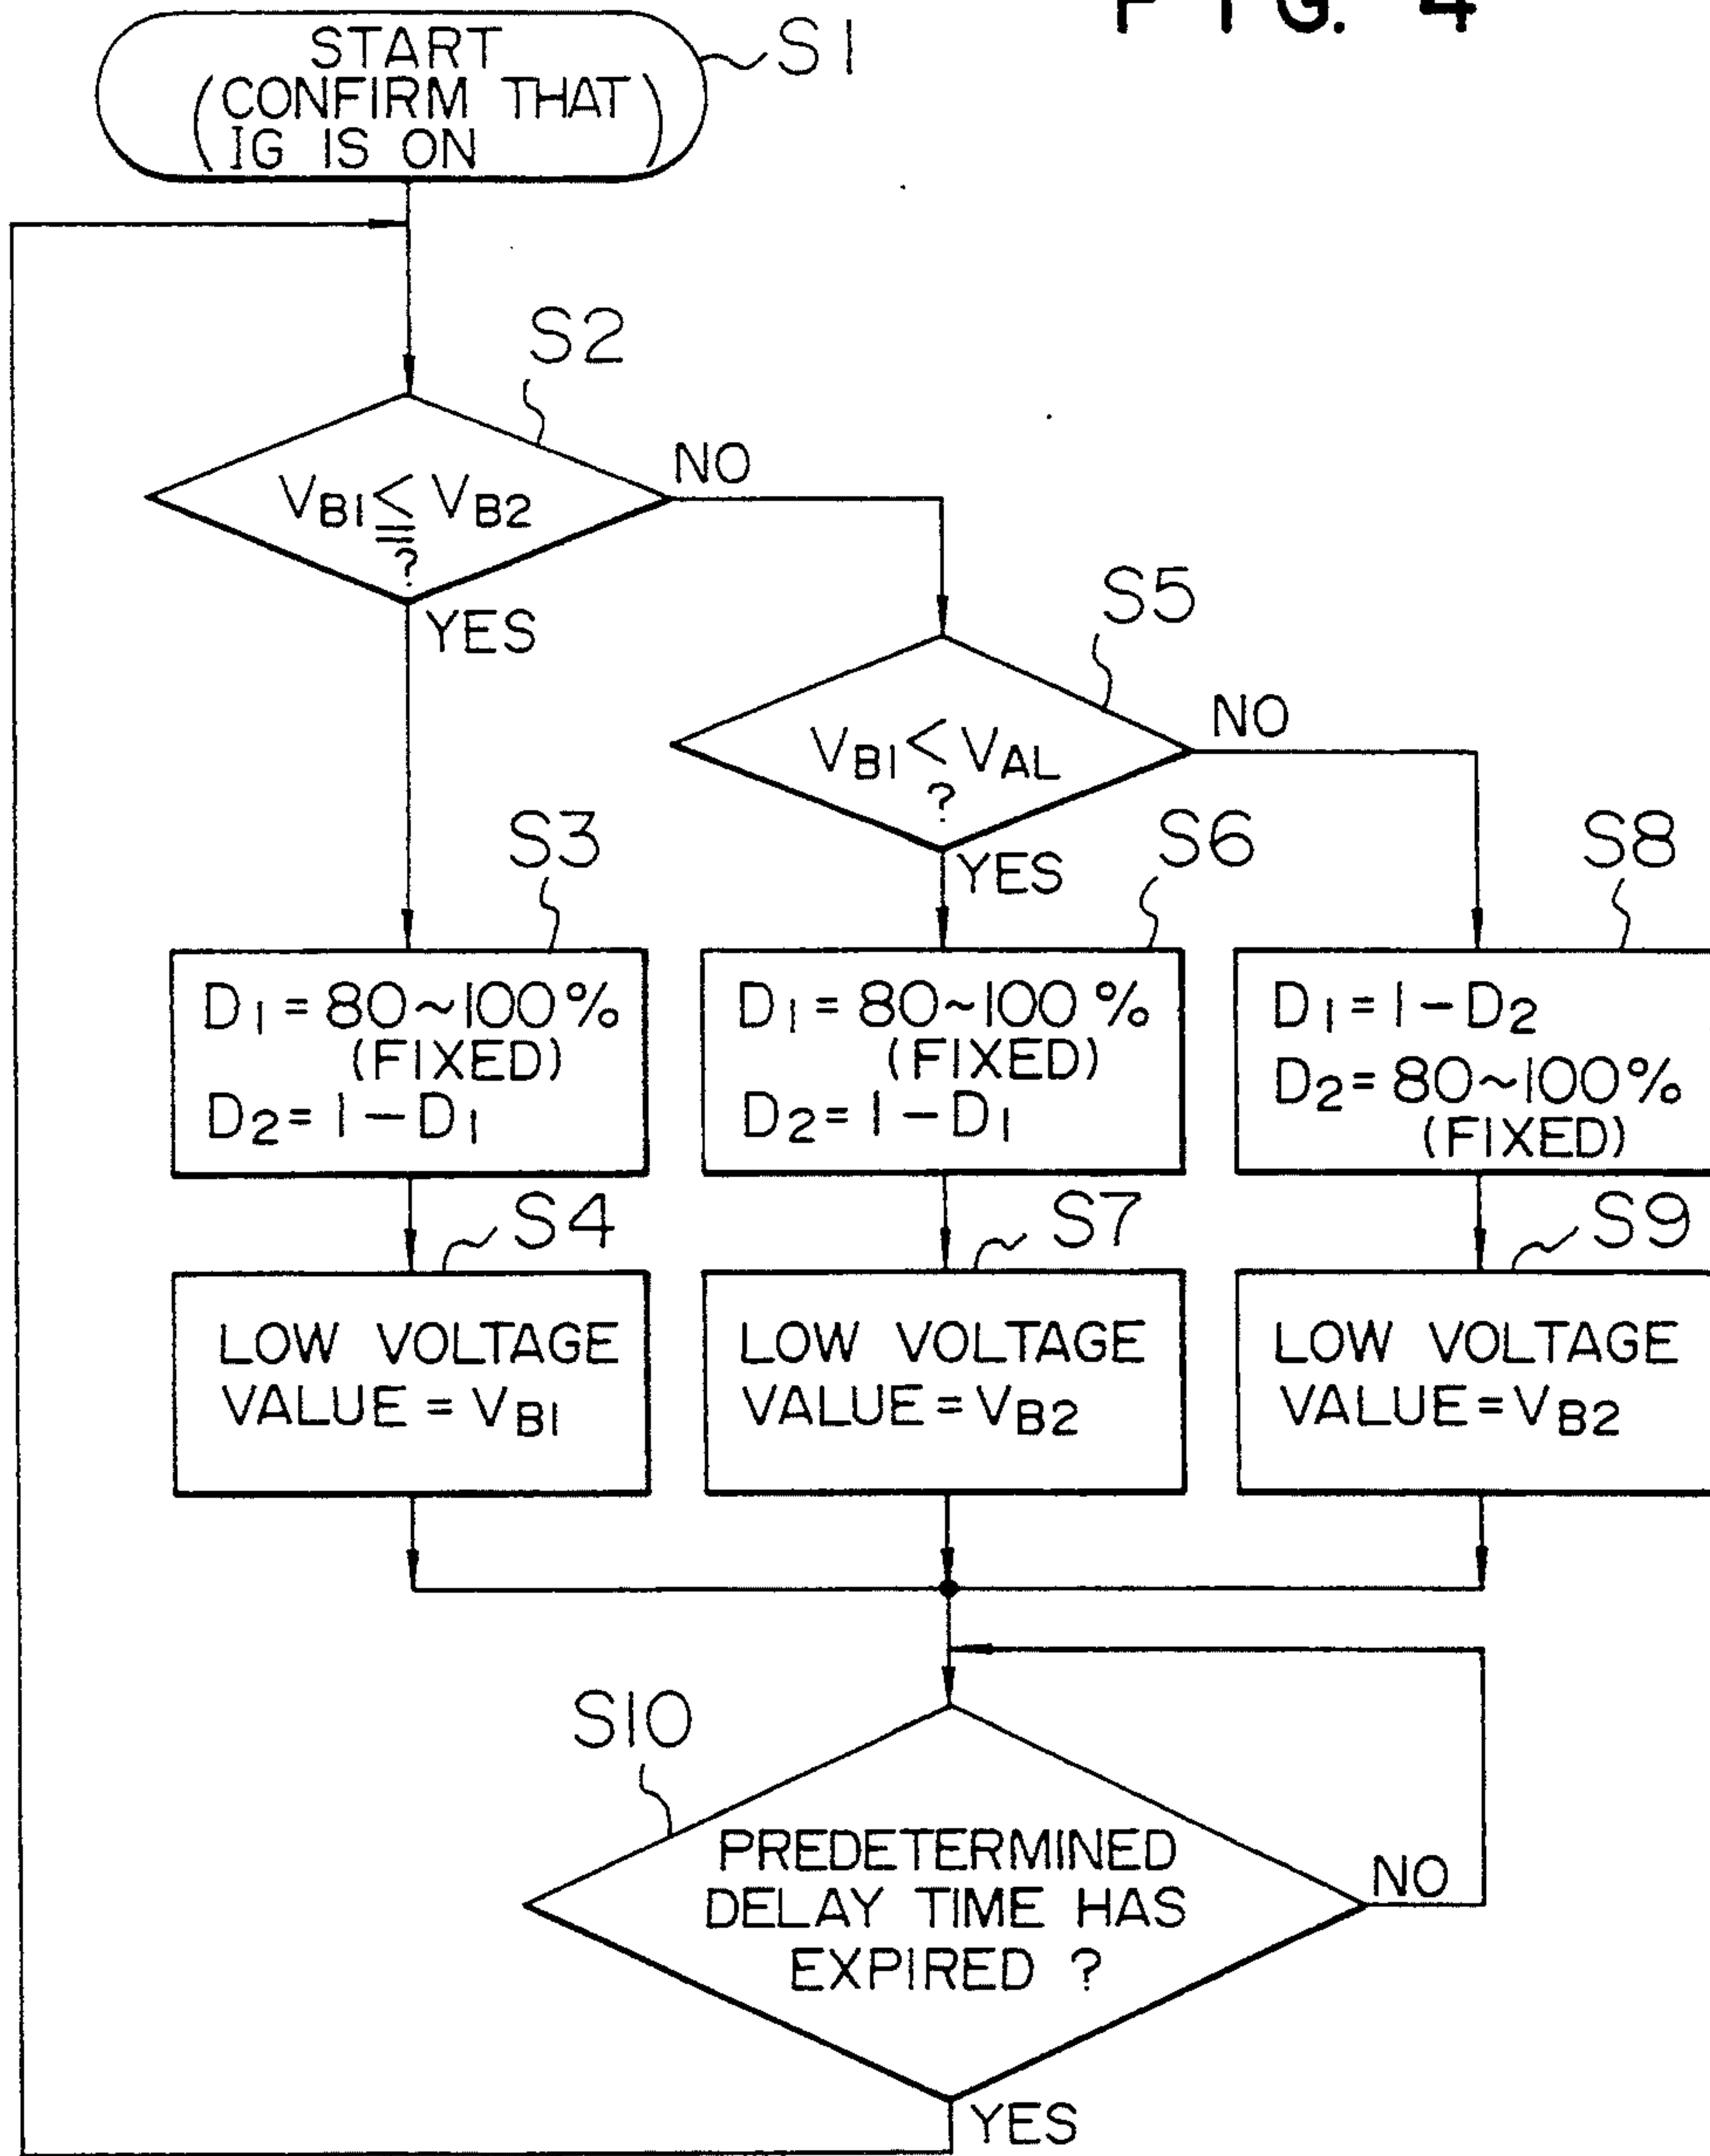 FIG. 4
START
(CONFIRM THAT
IG IS ON)
S1
S2
VB1 ≦ VB2
?
NO
YES
S5
VB1 < VAL
?
NO
YES
S3
D1 = 80~100%
(FIXED)
D2 = 1 - D1
S6
D1 = 80~100%
(FIXED)
D2 = 1 - D1
S8
D1 = 1 - D2
D2 = 80~100%
(FIXED)
S4
LOW VOLTAGE
VALUE = VB1
S7
LOW VOLTAGE
VALUE = VB2
S9
LOW VOLTAGE
VALUE = VB2
S10
PREDETERMINED
DELAY TIME HAS
EXPIRED ?
NO
YES